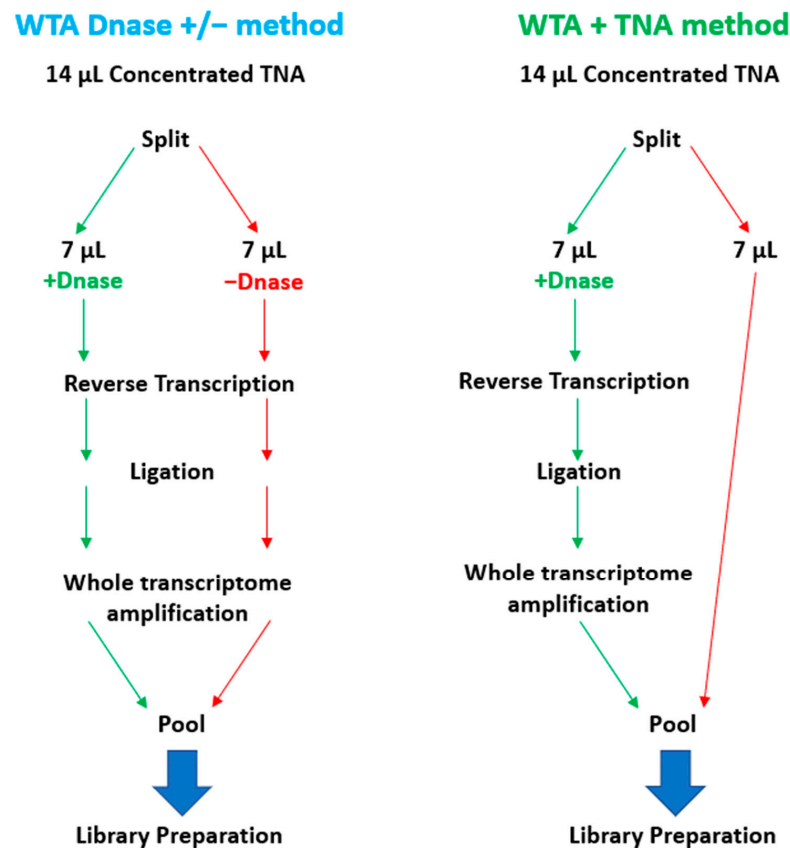 WTA Dnase +/− method
14 µL Concentrated TNA
Split
7 µL
+Dnase
7 µL
−Dnase
Reverse Transcription
Ligation
Whole transcriptome
amplification
Pool
Library Preparation
WTA + TNA method
14 µL Concentrated TNA
Split
7 µL
+Dnase
7 µL
Reverse Transcription
Ligation
Whole transcriptome
amplification
Pool
Library Preparation